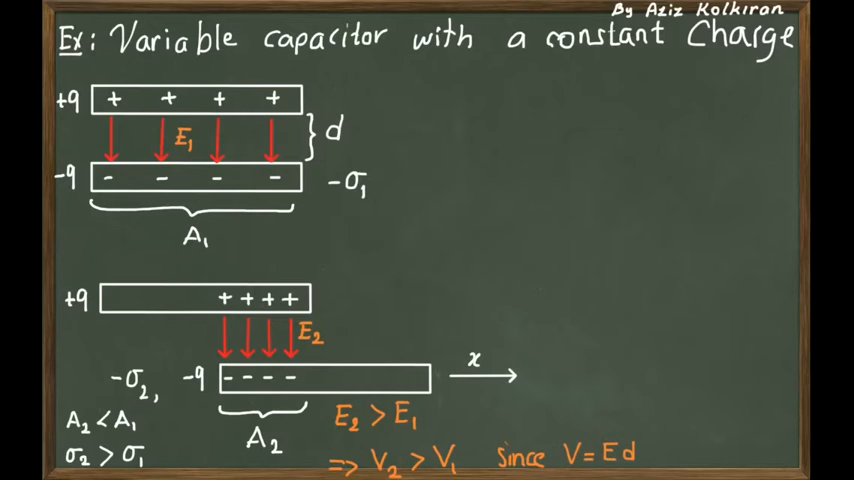 By Aziz Kolkiran
Ex: Variable capacitor with a constant Charge
+q + + + +
E₁ d
-q - - - - -σ₁
A₁
+q + + + +
E₂
-σ₂, -q - - - - x
A₂ < A₁ A₂ E₂ > E₁
σ₂ > σ₁ => V₂ > V₁ since V = Ed